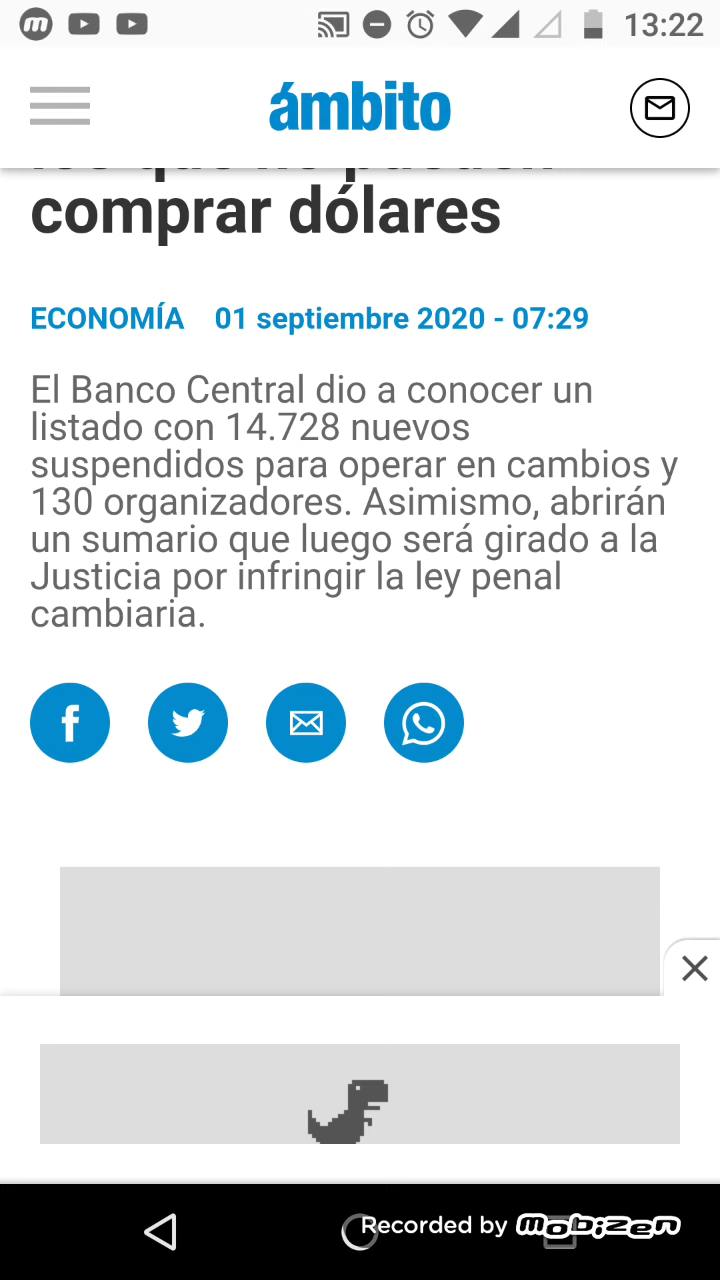 13:22
ámbito
comprar dólares
ECONOMÍA 01 septiembre 2020 - 07:29
El Banco Central dio a conocer un
listado con 14.728 nuevos
suspendidos para operar en cambios y
130 organizadores. Asimismo, abrirán
un sumario que luego será girado a la
Justicia por infringir la ley penal
cambiaria.
Recorded by mobizen